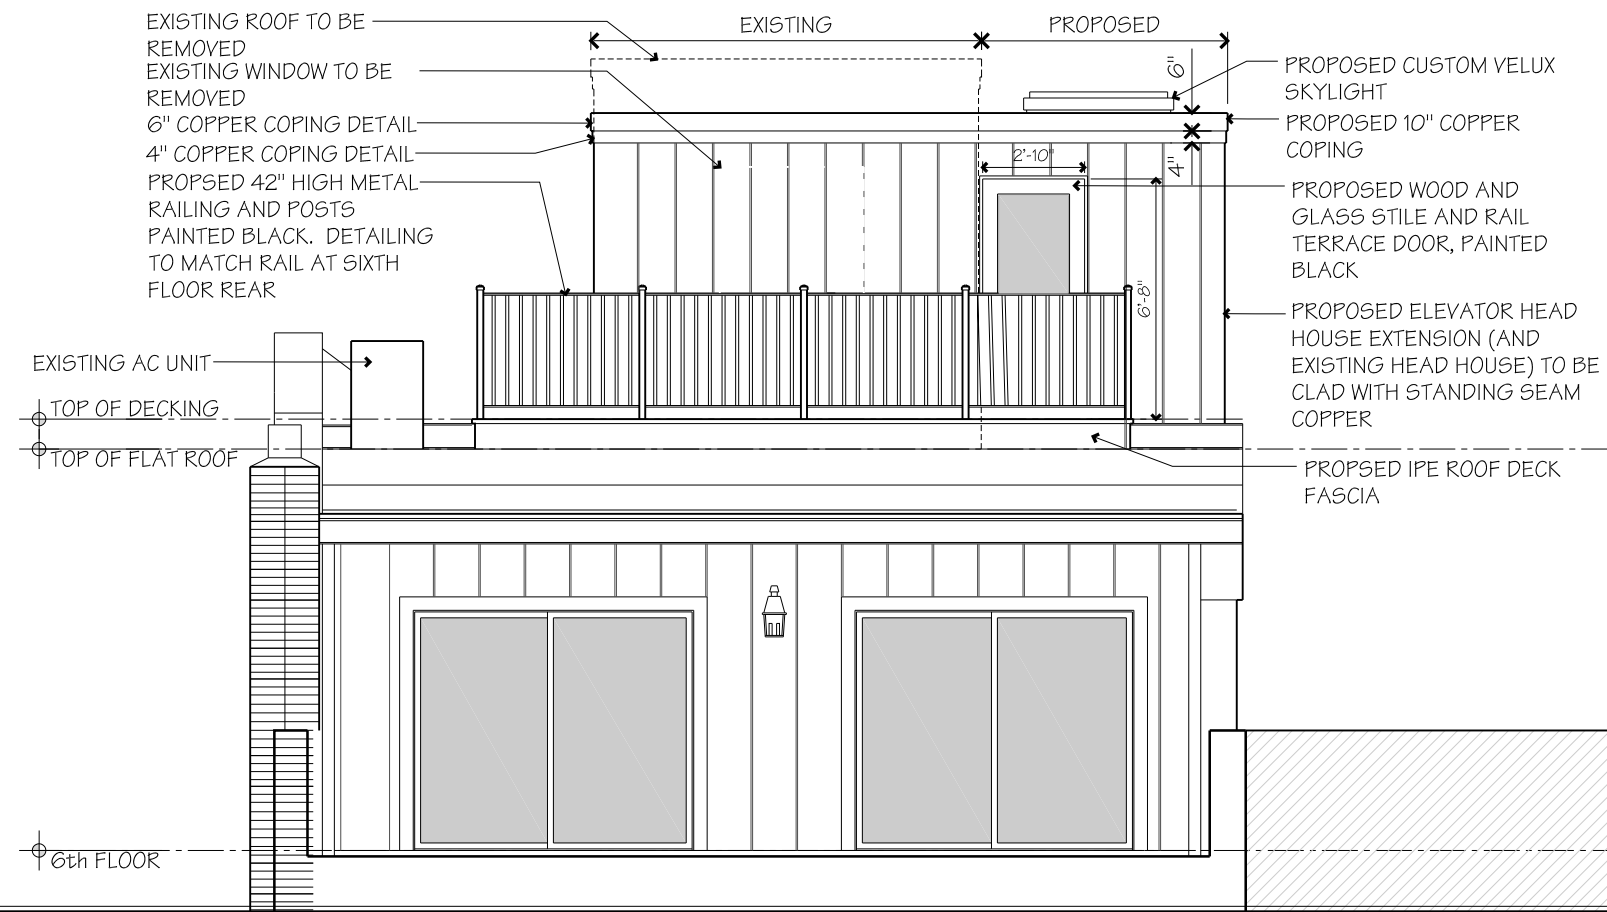 EXISTING ROOF TO BE
REMOVED
EXISTING WINDOW TO BE
REMOVED
6" COPPER COPING DETAIL
4" COPPER COPING DETAIL
PROPSED 42" HIGH METAL
RAILING AND POSTS
PAINTED BLACK. DETAILING
TO MATCH RAIL AT SIXTH
FLOOR REAR
EXISTING AC UNIT
TOP OF DECKING
TOP OF FLAT ROOF
6th FLOOR
EXISTING
PROPOSED
6"
4"
2'-10"
6'-8"
PROPOSED CUSTOM VELUX
SKYLIGHT
PROPOSED 10" COPPER
COPING
PROPOSED WOOD AND
GLASS STILE AND RAIL
TERRACE DOOR, PAINTED
BLACK
PROPOSED ELEVATOR HEAD
HOUSE EXTENSION (AND
EXISTING HEAD HOUSE) TO BE
CLAD WITH STANDING SEAM
COPPER
PROPSED IPE ROOF DECK
FASCIA